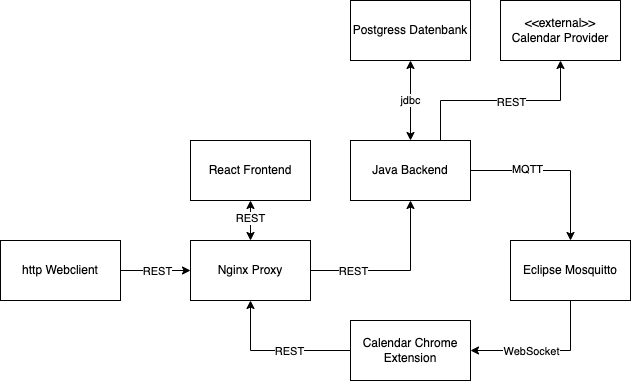 Postgress Datenbank
<<external>>
Calendar Provider
jdbc
REST
React Frontend
Java Backend
MQTT
REST
http Webclient
REST
Nginx Proxy
REST
Eclipse Mosquitto
Calendar Chrome
Extension
REST
WebSocket